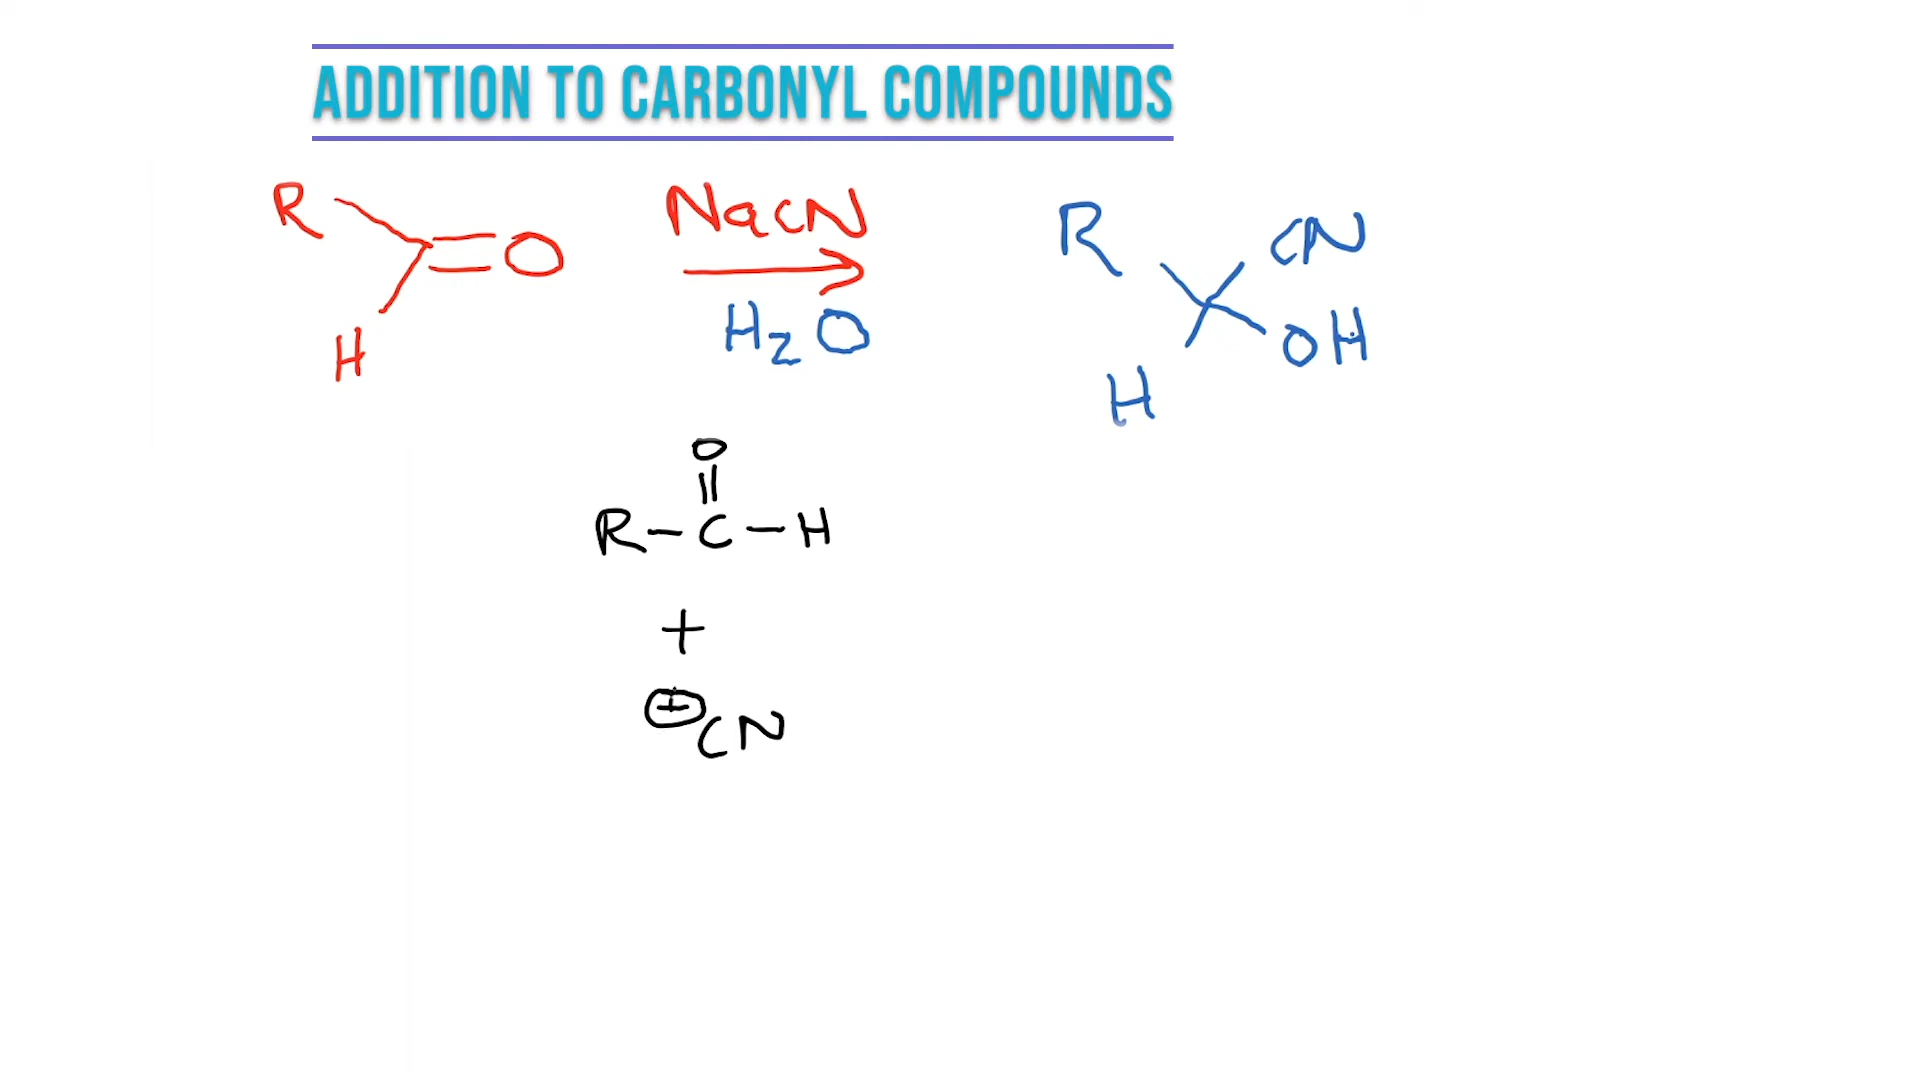 ADDITION TO CARBONYL COMPOUNDS
R
H
=O
NaCN
H2O
R
CN
OH
H
O
R-C-H
+
⊕CN